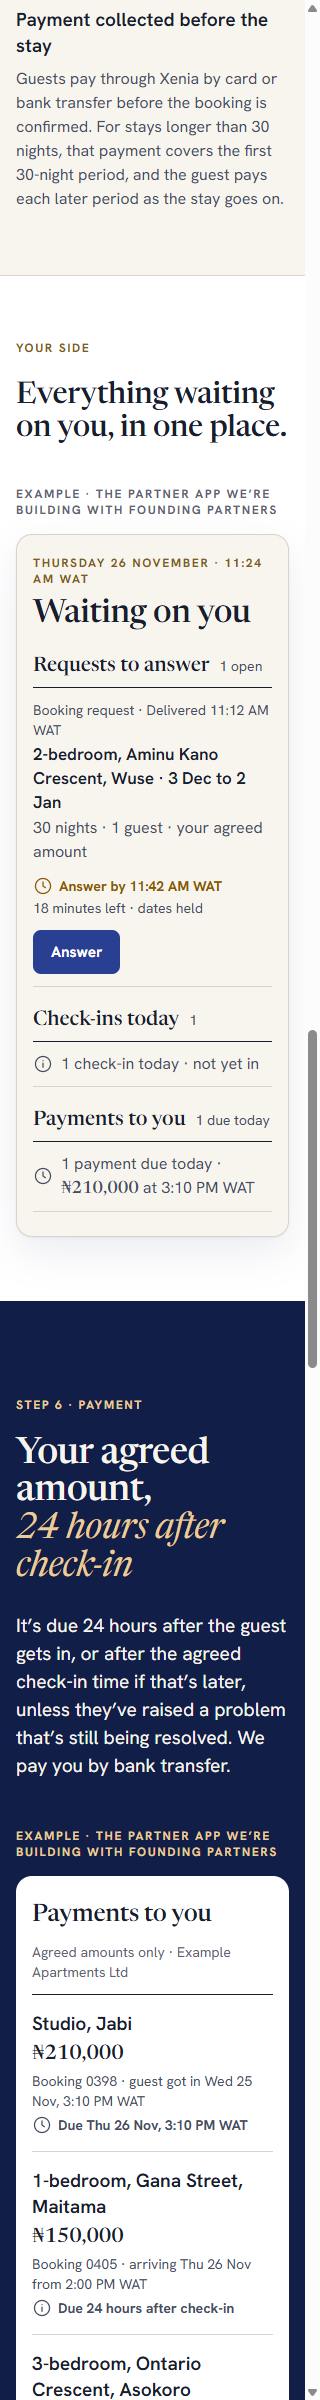 Payment collected before the
stay
Guests pay through Xenia by card or
bank transfer before the booking is
confirmed. For stays longer than 30
nights, that payment covers the first
30-night period, and the guest pays
each later period as the stay goes on.
YOUR SIDE
Everything waiting
on you, in one place.
EXAMPLE · THE PARTNER APP WE’RE
BUILDING WITH FOUNDING PARTNERS
THURSDAY 26 NOVEMBER · 11:24
AM WAT
Waiting on you
Requests to answer 1 open
Booking request · Delivered 11:12 AM
WAT
2-bedroom, Aminu Kano
Crescent, Wuse · 3 Dec to 2
Jan
30 nights · 1 guest · your agreed
amount
Answer by 11:42 AM WAT
18 minutes left · dates held
Answer
Check-ins today 1
1 check-in today · not yet in
Payments to you 1 due today
1 payment due today ·
₦210,000 at 3:10 PM WAT
STEP 6 · PAYMENT
Your agreed
amount,
24 hours after
check-in
It’s due 24 hours after the guest
gets in, or after the agreed
check-in time if that’s later,
unless they’ve raised a problem
that’s still being resolved. We
pay you by bank transfer.
EXAMPLE · THE PARTNER APP WE’RE
BUILDING WITH FOUNDING PARTNERS
Payments to you
Agreed amounts only · Example
Apartments Ltd
Studio, Jabi
₦210,000
Booking 0398 · guest got in Wed 25
Nov, 3:10 PM WAT
Due Thu 26 Nov, 3:10 PM WAT
1-bedroom, Gana Street,
Maitama
₦150,000
Booking 0405 · arriving Thu 26 Nov
from 2:00 PM WAT
Due 24 hours after check-in
3-bedroom, Ontario
Crescent, Asokoro